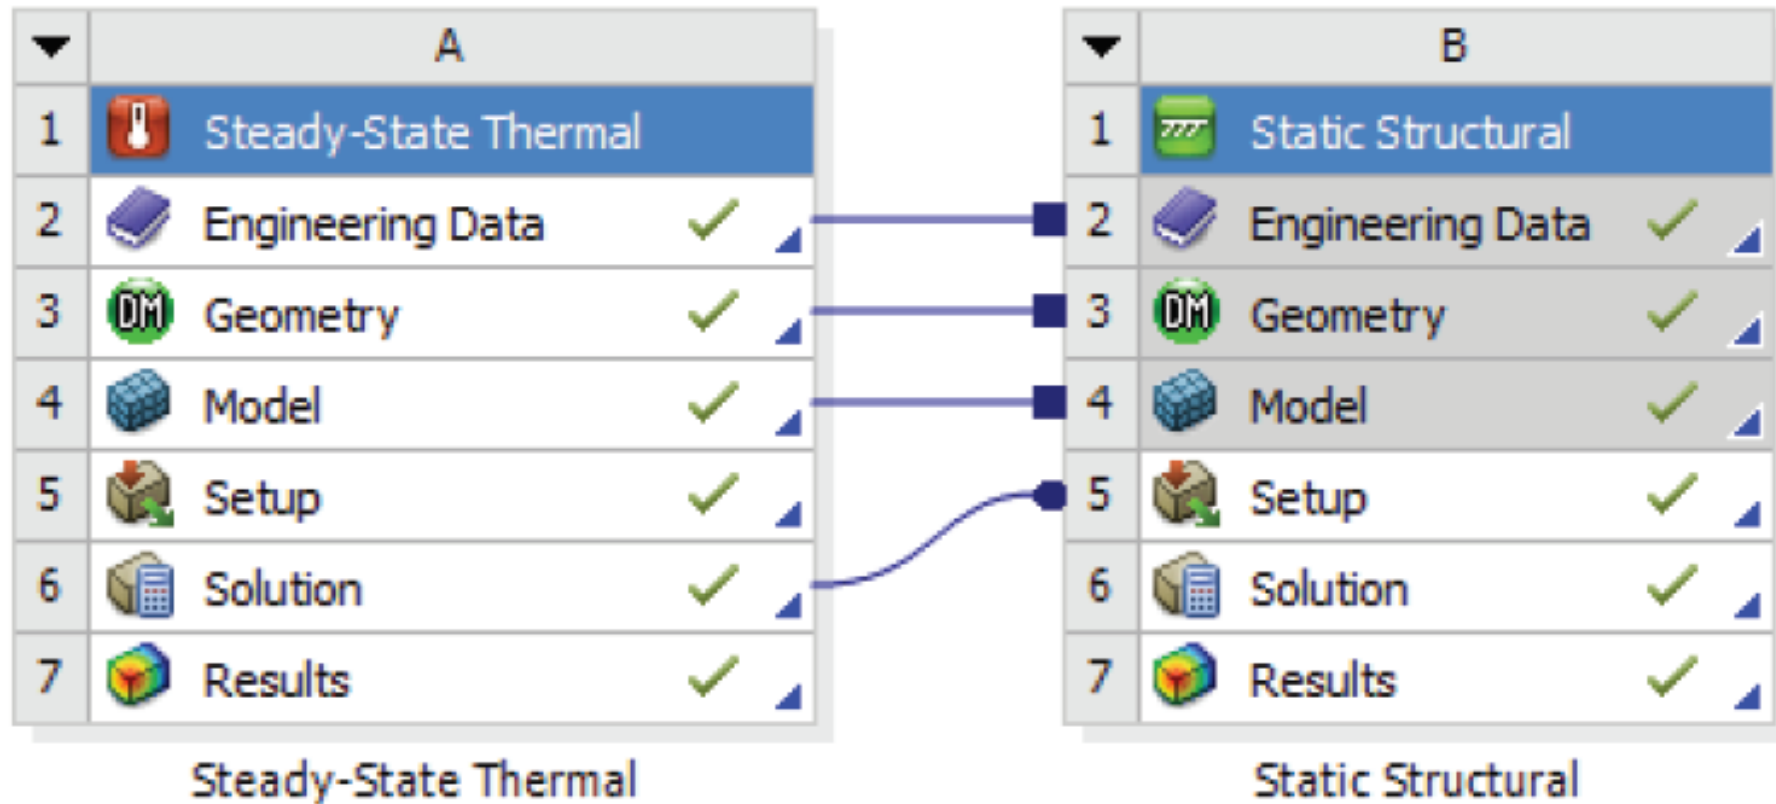 A
1 Steady-State Thermal
2 Engineering Data
3 DM Geometry
4 Model
5 Setup
6 Solution
7 Results
Steady-State Thermal
B
1 Static Structural
2 Engineering Data
3 DM Geometry
4 Model
5 Setup
6 Solution
7 Results
Static Structural